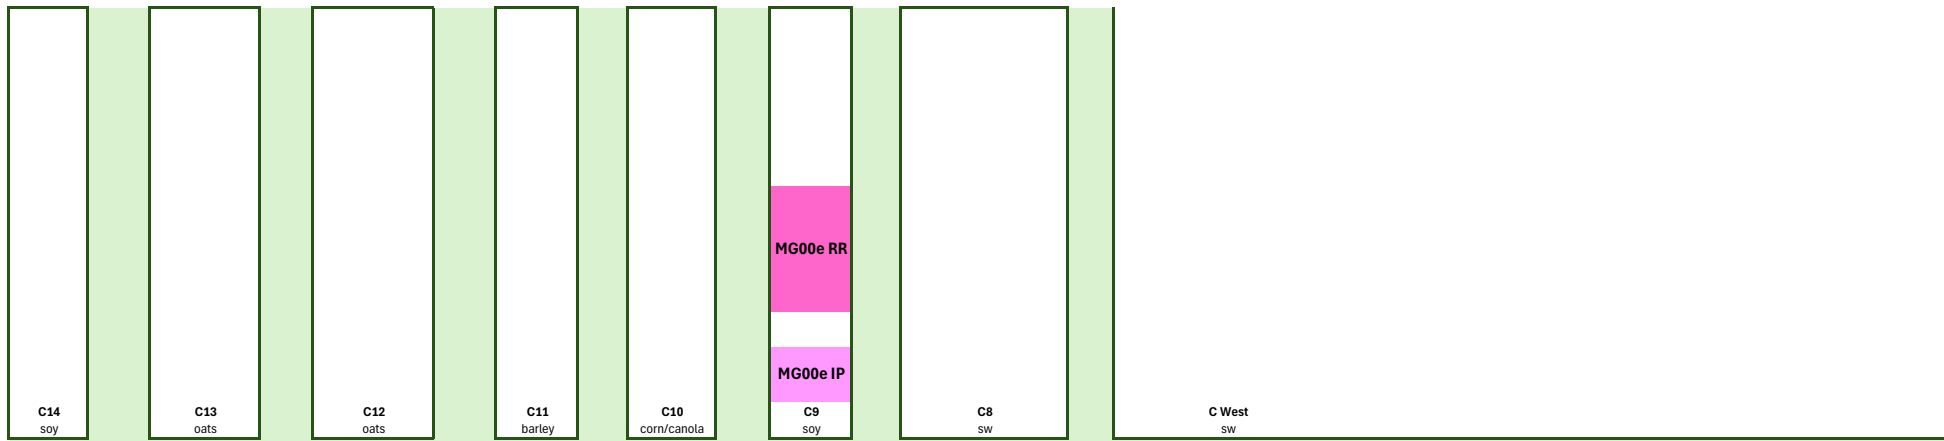 MG00e RR
MG00e IP
C14
soy
C13
oats
C12
oats
C11
barley
C10
corn/canola
C9
soy
C8
sw
C West
sw